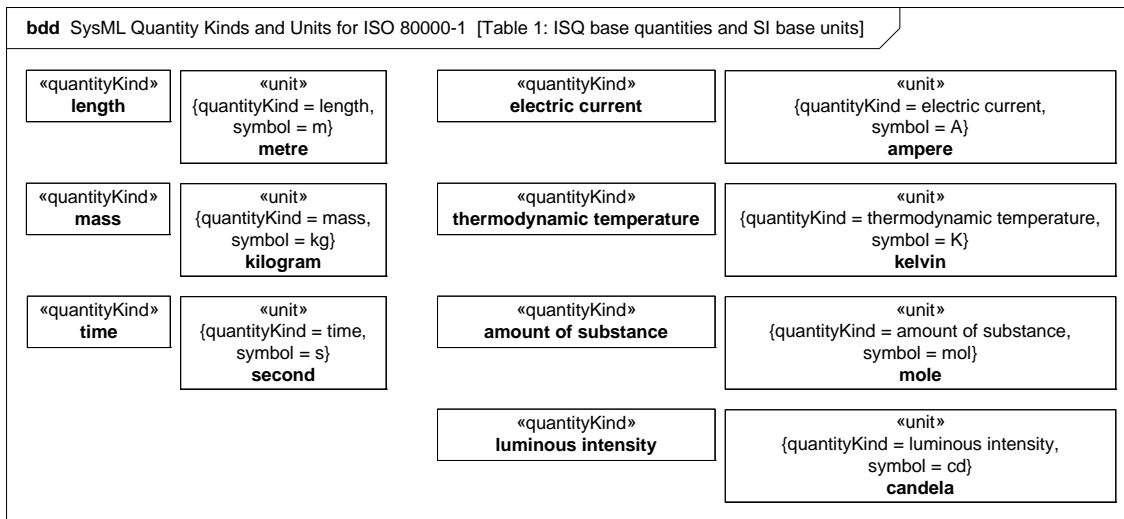 bdd SysML Quantity Kinds and Units for ISO 80000-1 [Table 1: ISQ base quantities and SI base units]
«quantityKind»
length
«unit»
{quantityKind = length,
symbol = m}
metre
«quantityKind»
electric current
«unit»
{quantityKind = electric current,
symbol = A}
ampere
«quantityKind»
mass
«unit»
{quantityKind = mass,
symbol = kg}
kilogram
«quantityKind»
thermodynamic temperature
«unit»
{quantityKind = thermodynamic temperature,
symbol = K}
kelvin
«quantityKind»
time
«unit»
{quantityKind = time,
symbol = s}
second
«quantityKind»
amount of substance
«unit»
{quantityKind = amount of substance,
symbol = mol}
mole
«quantityKind»
luminous intensity
«unit»
{quantityKind = luminous intensity,
symbol = cd}
candela